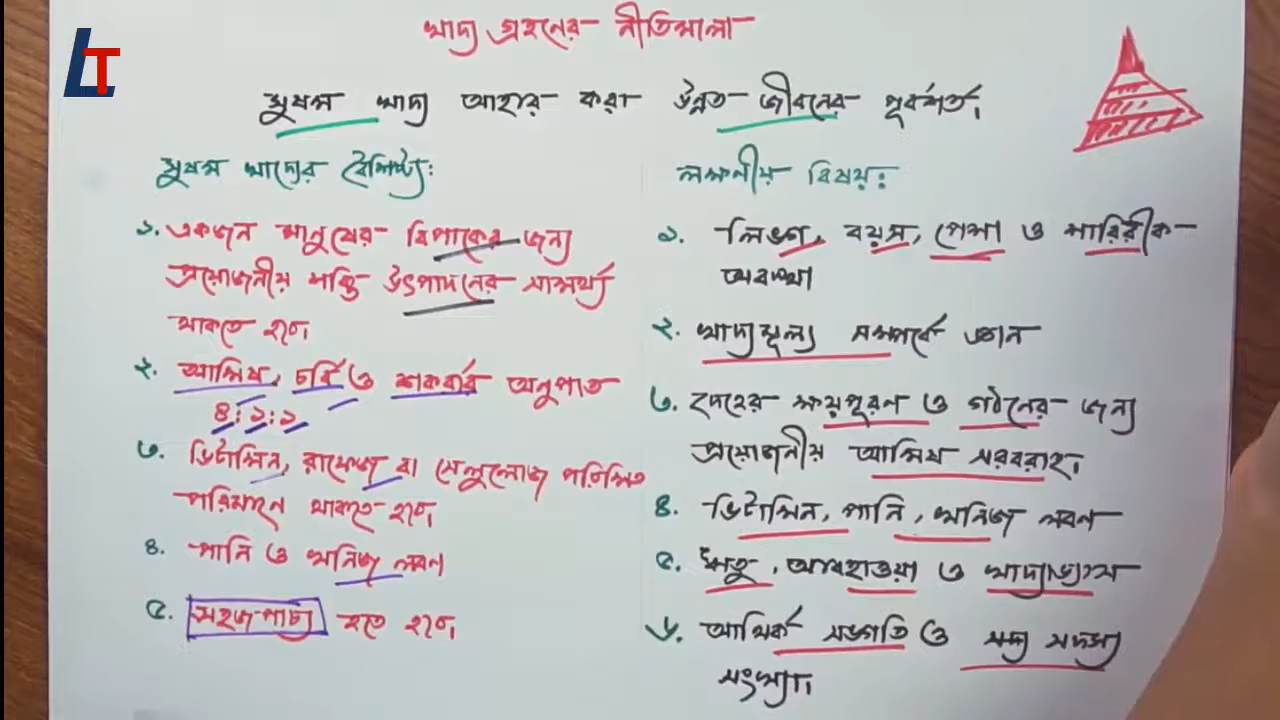 LT
খাদ্য গ্রহনের নীতিমালা
সুষম খাদ্য আহার করা উন্নত জীবনের পূর্বশর্ত।
সুষম খাদ্যের বৈশিষ্ট্য:
১. একজন মানুষের বিপাকের জন্য
প্রয়োজনীয় শক্তি উৎপাদনের সামর্থ্য
থাকতে হবে।
২. আমিষ, চর্বি ও শকর্বার অনুপাত
৪:১:১
৩. ভিটামিন, রাফেজ বা সেলুলোজ পরিমিত
পরিমানে থাকতে হবে।
৪. পানি ও খনিজ লবণ
৫. সহজপাচ্য হতে হবে।
লক্ষণীয় বিষয়:
১. লিঙ্গ, বয়স, পেশা ও শারিরীক
অবস্থা
২. খাদ্যমূল্য সম্পর্কে জ্ঞান
৩. দেহের ক্ষয়পূরণ ও গঠনের জন্য
প্রয়োজনীয় আমিষ সরবরাহ।
৪. ভিটামিন, পানি, খনিজ লবণ
৫. ঋতু, আবহাওয়া ও খাদ্যাভ্যাস
৬. আর্থিক সঙ্গতি ও সদস্য
সংখ্যা।